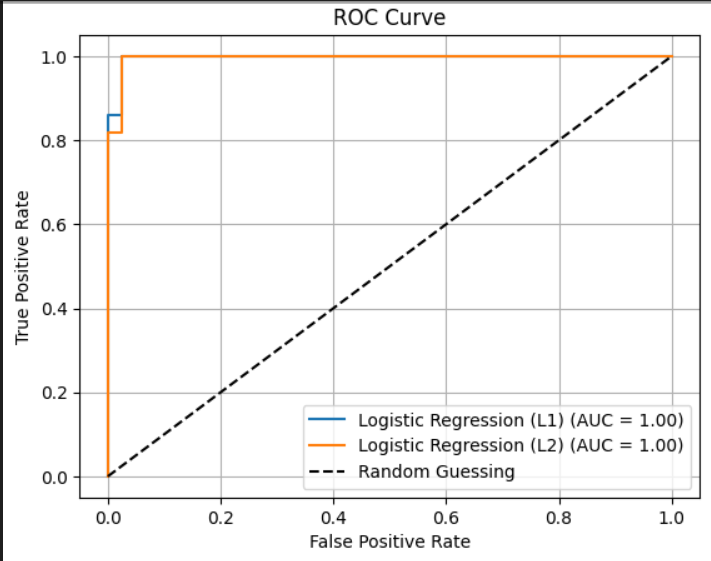 ROC Curve
True Positive Rate
1.0
0.8
0.6
0.4
0.2
0.0
Logistic Regression (L1) (AUC = 1.00)
Logistic Regression (L2) (AUC = 1.00)
Random Guessing
0.0 0.2 0.4 0.6 0.8 1.0
False Positive Rate